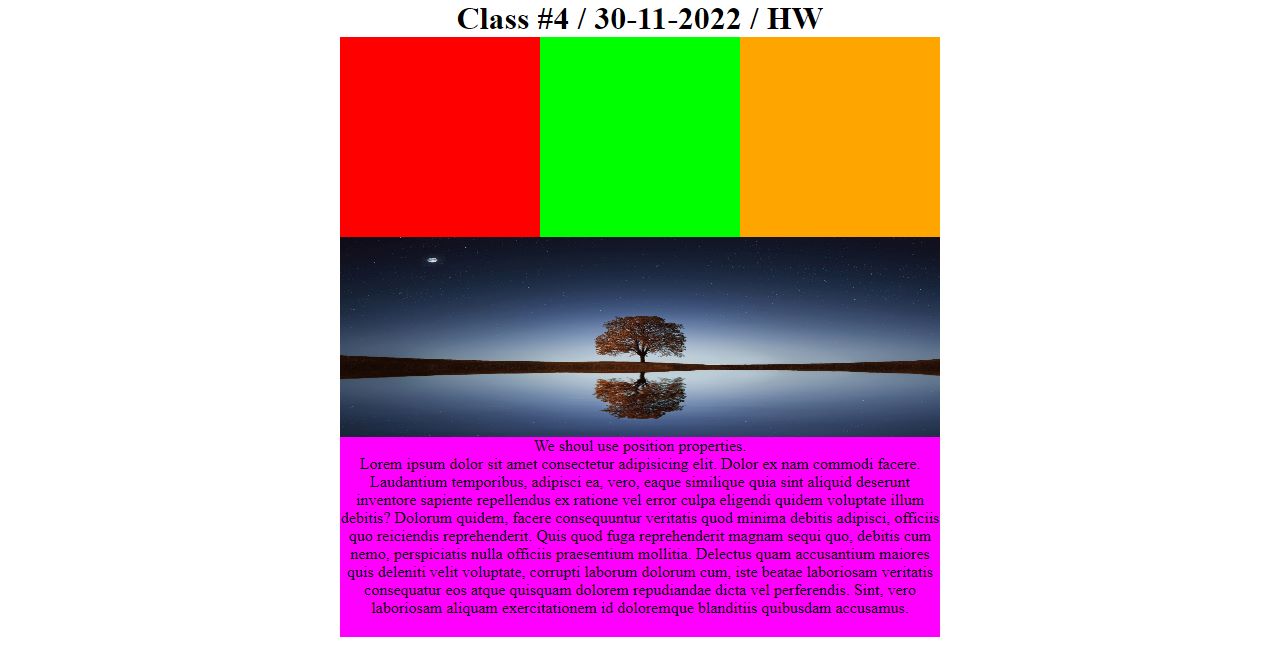 Class #4 / 30-11-2022 / HW
We shoul use position properties.
Lorem ipsum dolor sit amet consectetur adipisicing elit. Dolor ex nam commodi facere.
Laudantium temporibus, adipisci ea, vero, eaque similique quia sint aliquid deserunt
inventore sapiente repellendus ex ratione vel error culpa eligendi quidem voluptate illum
debitis? Dolorum quidem, facere consequuntur veritatis quod minima debitis adipisci, officiis
quo reiciendis reprehenderit. Quis quod fuga reprehenderit magnam sequi quo, debitis cum
nemo, perspiciatis nulla officiis praesentium mollitia. Delectus quam accusantium maiores
quis deleniti velit voluptate, corrupti laborum dolorum cum, iste beatae laboriosam veritatis
consequatur eos atque quisquam dolorem repudiandae dicta vel perferendis. Sint, vero
laboriosam aliquam exercitationem id doloremque blanditiis quibusdam accusamus.